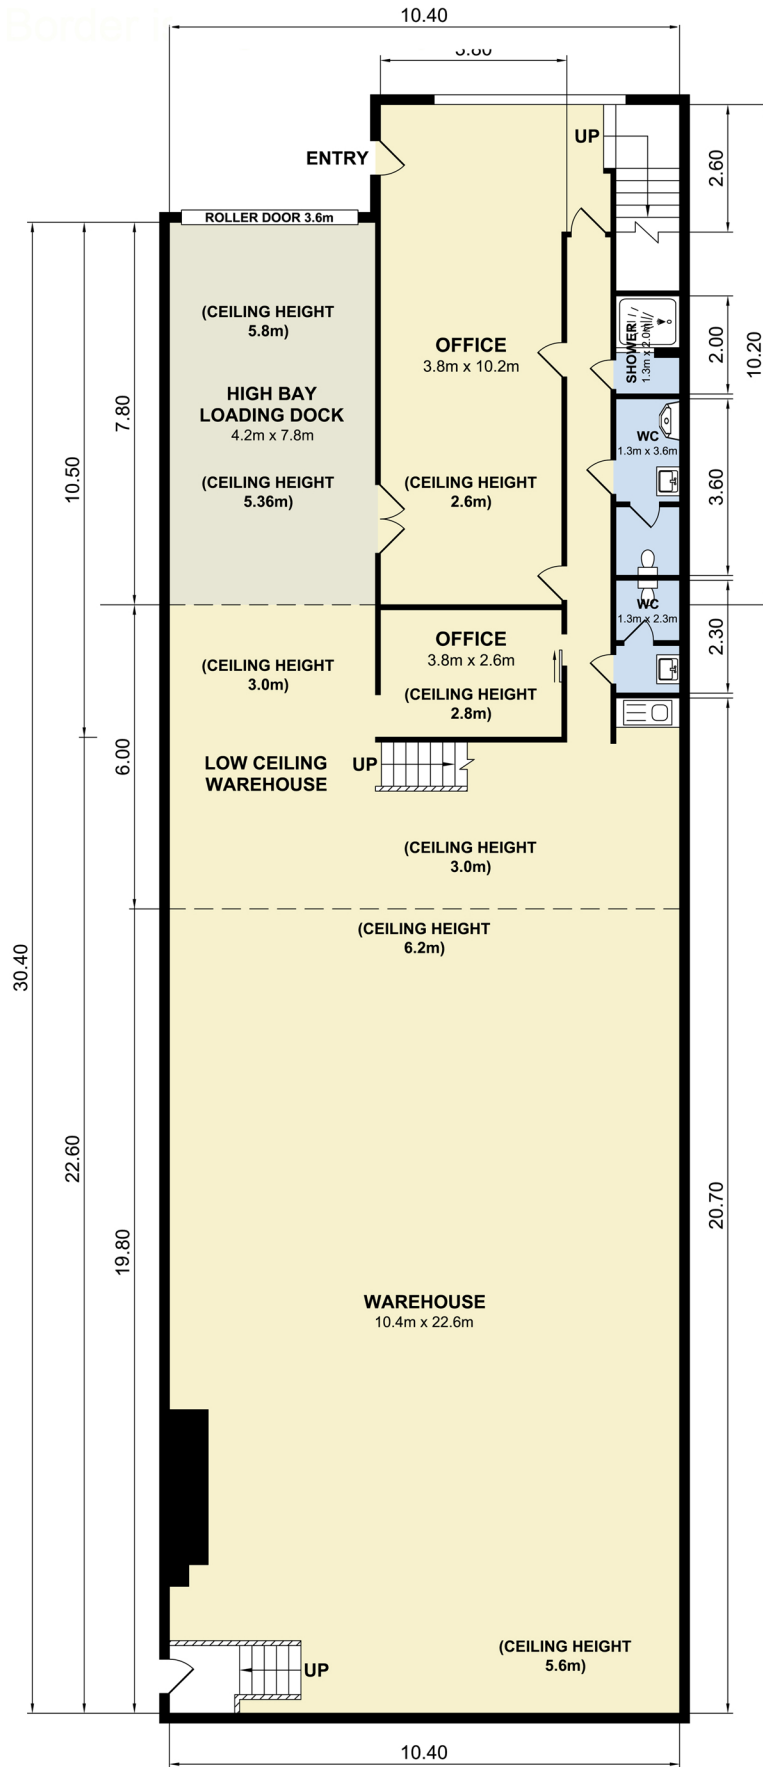 10.40
3.80
UP
ENTRY
2.60
ROLLER DOOR 3.6m
(CEILING HEIGHT
5.8m)
OFFICE
3.8m x 10.2m
SHOWER
1.3m x 2.0m
2.00
10.20
HIGH BAY
LOADING DOCK
4.2m x 7.8m
7.80
WC
1.3m x 3.6m
10.50
(CEILING HEIGHT
5.36m)
(CEILING HEIGHT
2.6m)
3.60
WC
1.3m x 2.3m
2.30
OFFICE
3.8m x 2.6m
(CEILING HEIGHT
3.0m)
(CEILING HEIGHT
2.8m)
6.00
LOW CEILING
WAREHOUSE
UP
(CEILING HEIGHT
3.0m)
(CEILING HEIGHT
6.2m)
30.40
22.60
19.80
20.70
WAREHOUSE
10.4m x 22.6m
(CEILING HEIGHT
5.6m)
UP
10.40